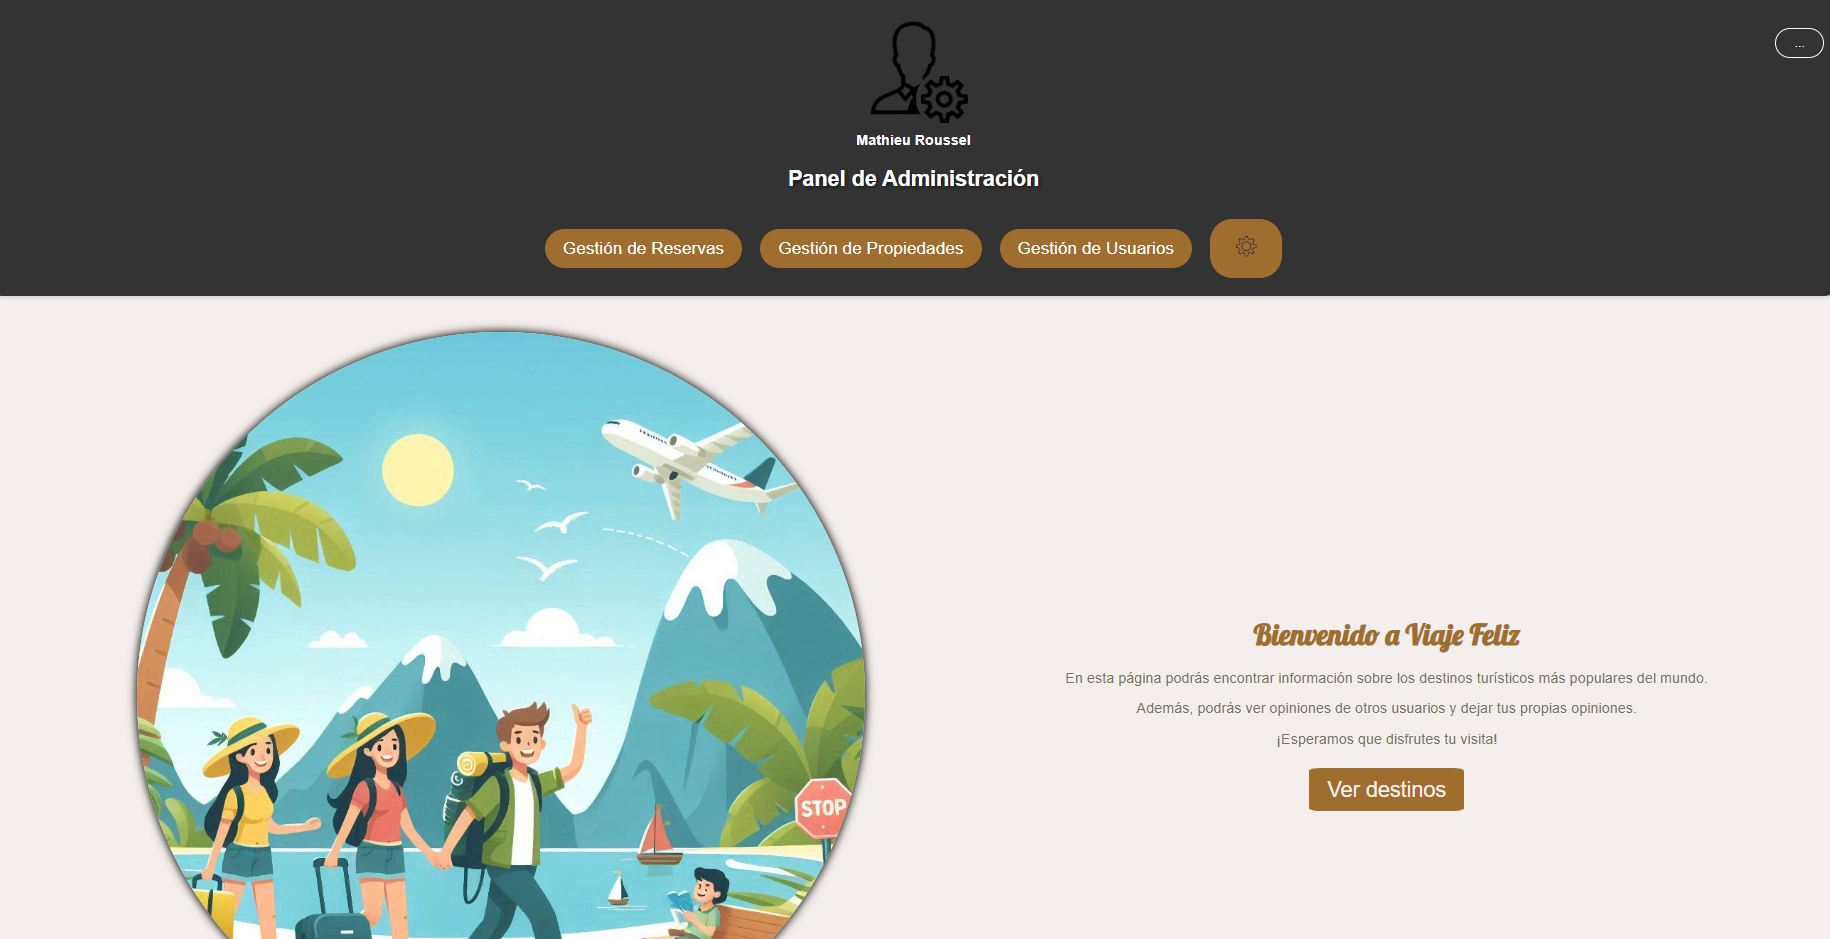 ...
Mathieu Roussel
Panel de Administración
Gestión de Reservas
Gestión de Propiedades
Gestión de Usuarios
STOP
Bienvenido a Viaje Feliz
En esta página podrás encontrar información sobre los destinos turísticos más populares del mundo.
Además, podrás ver opiniones de otros usuarios y dejar tus propias opiniones.
¡Esperamos que disfrutes tu visita!
Ver destinos